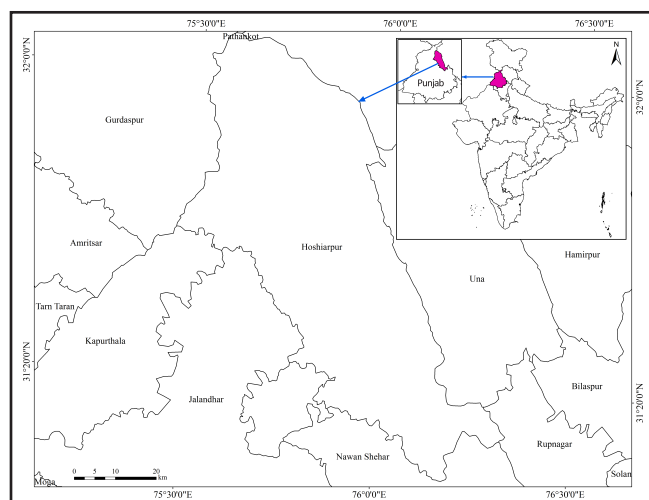 75°30'0"E
76°0'0"E
76°30'0"E
Pathankot
N
32°0'0"N
32°0'0"N
Punjab
Gurdaspur
Amritsar
Hoshiarpur
Hamirpur
Una
Tarn Taran
Kapurthala
31°20'0"N
31°20'0"N
Jalandhar
Bilaspur
Rupnagar
Nawan Shehar
Solan
Moga
0 5 10 20
km
75°30'0"E
76°0'0"E
76°30'0"E